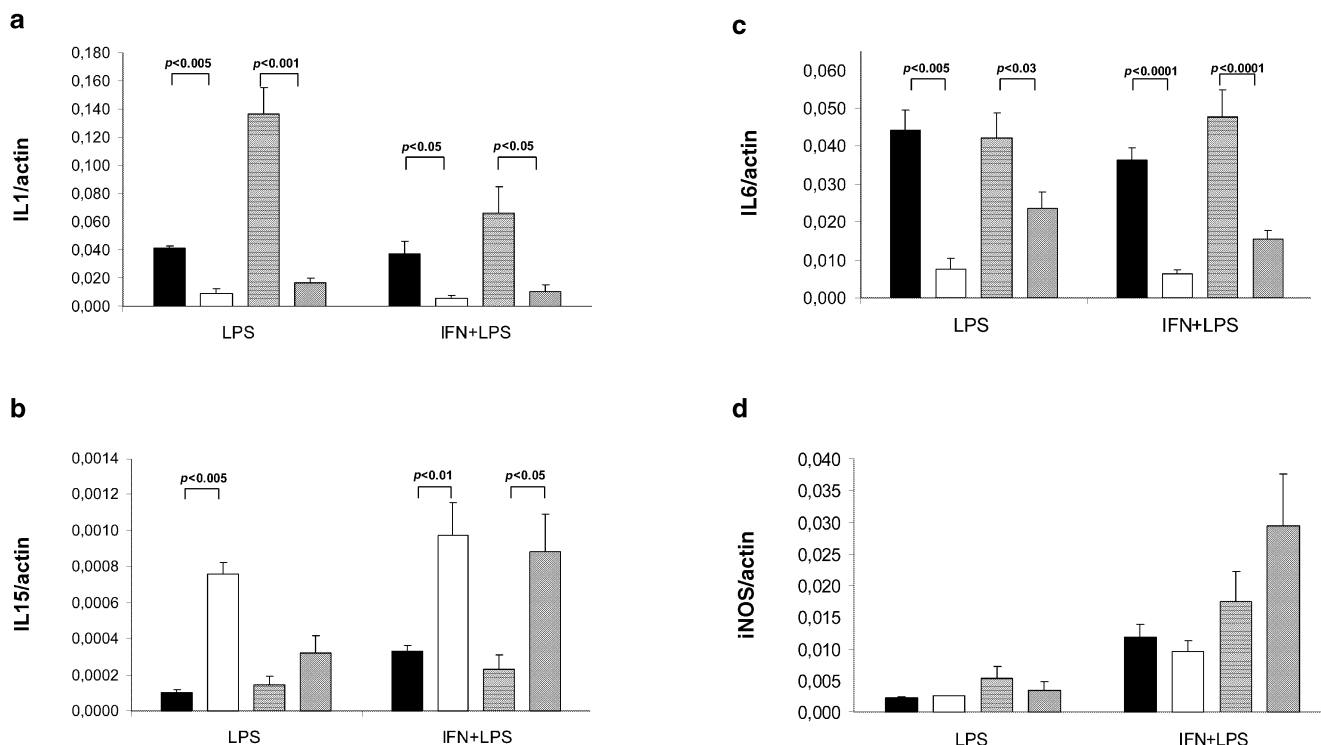 a
0,180
0,160
0,140
0,120
0,100
0,080
0,060
0,040
0,020
0,000
IL1/actin
p<0.005
p<0.001
p<0.05
p<0.05
LPS
IFN+LPS
c
0,060
0,050
0,040
0,030
0,020
0,010
0,000
IL6/actin
p<0.005
p<0.03
p<0.0001
p<0.0001
LPS
IFN+LPS
b
0,0014
0,0012
0,0010
0,0008
0,0006
0,0004
0,0002
0,0000
IL15/actin
p<0.005
p<0.01
p<0.05
LPS
IFN+LPS
d
0,040
0,035
0,030
0,025
0,020
0,015
0,010
0,005
0,000
iNOS/actin
LPS
IFN+LPS